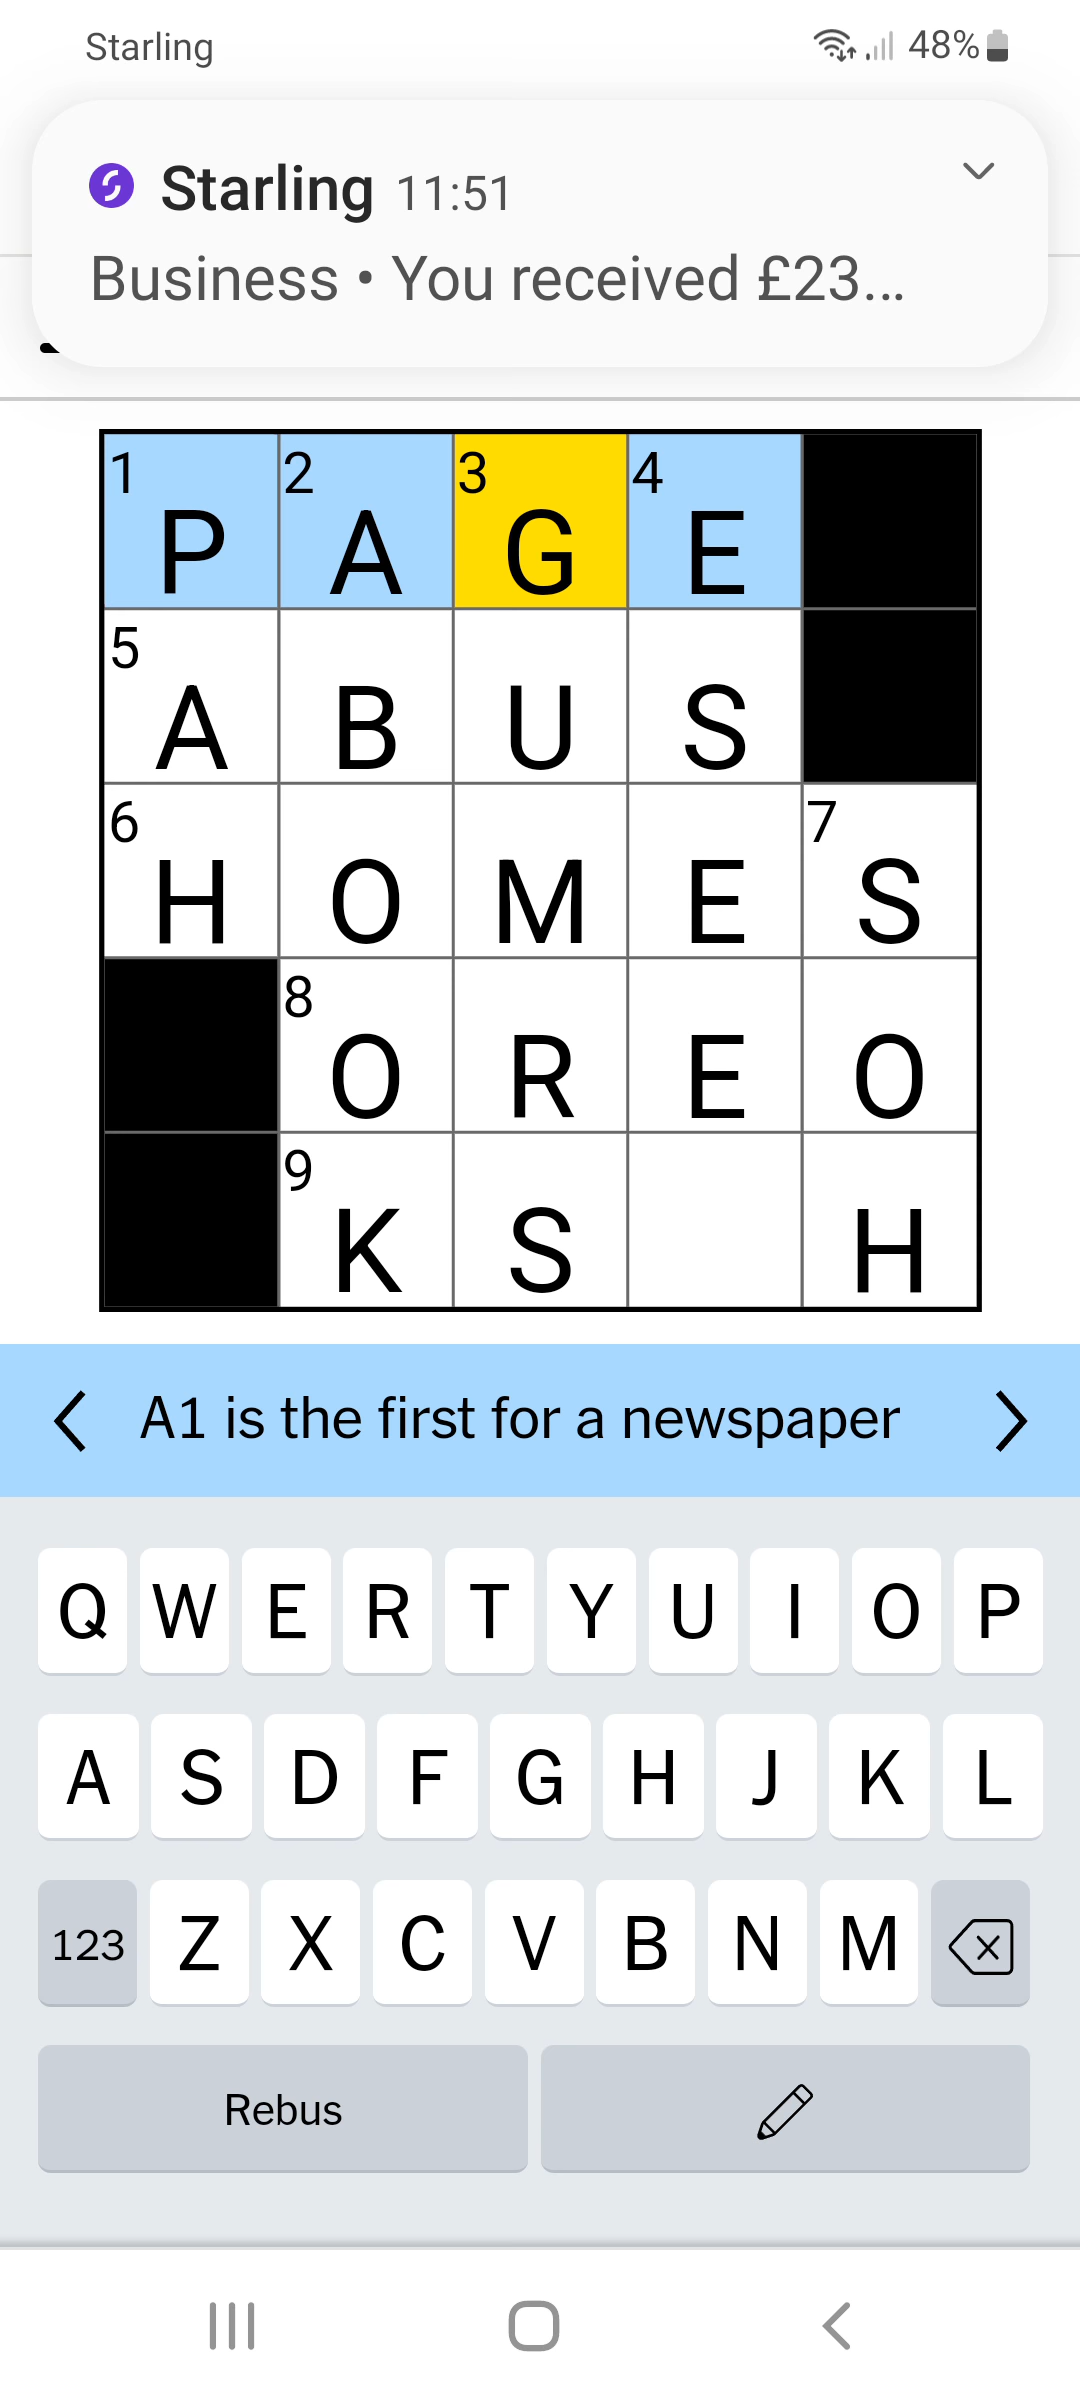 Starling 48%
Starling 11:51
Business • You received £23...
1 P 2 A 3 G 4 E
5 A B U S
6 H O M E 7 S
8 O R E O
9 K S H
A1 is the first for a newspaper
Q W E R T Y U I O P
A S D F G H J K L
123 Z X C V B N M
Rebus